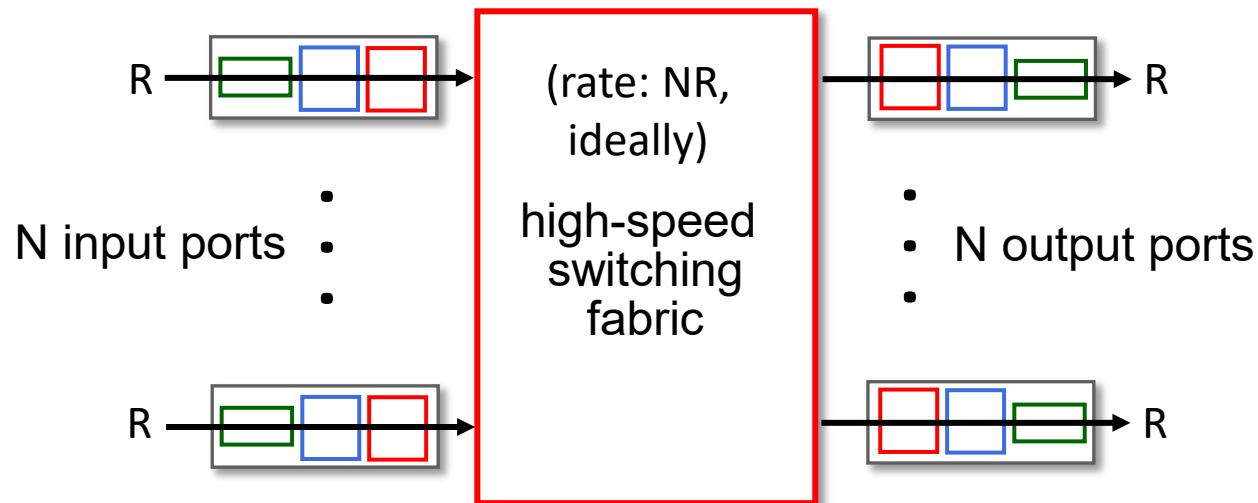 R
R
(rate: NR,
ideally)
high-speed
switching
fabric
N input ports
N output ports
R
R